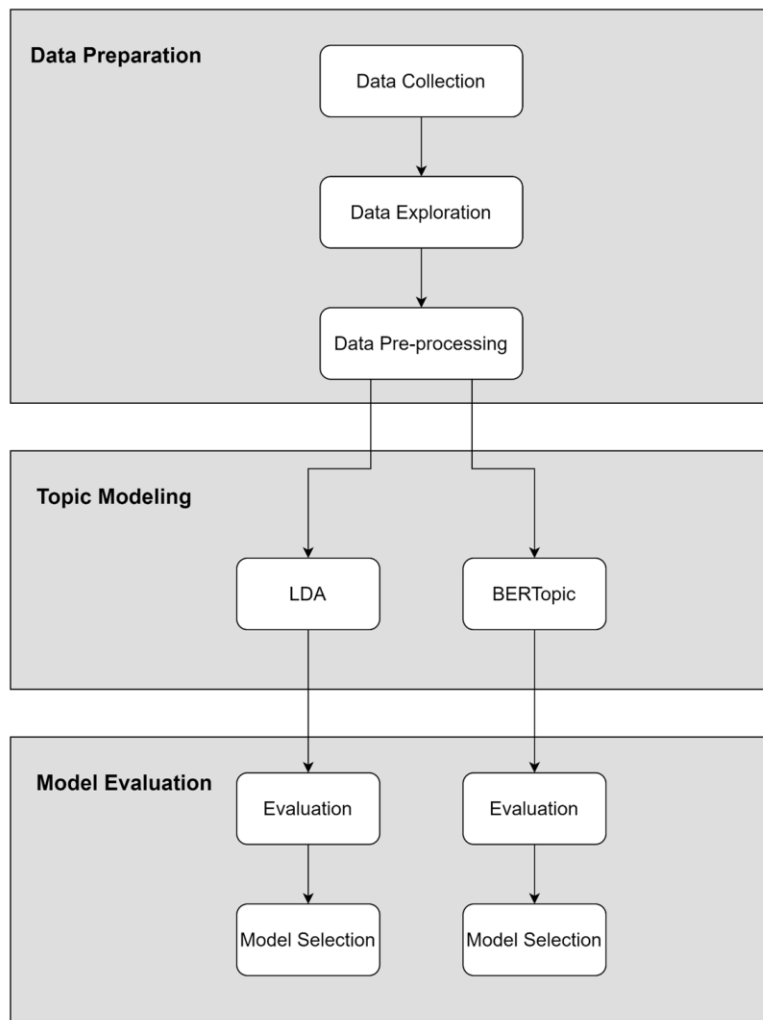 Data Preparation
Data Collection
Data Exploration
Data Pre-processing
Topic Modeling
LDA
BERTopic
Model Evaluation
Evaluation
Evaluation
Model Selection
Model Selection